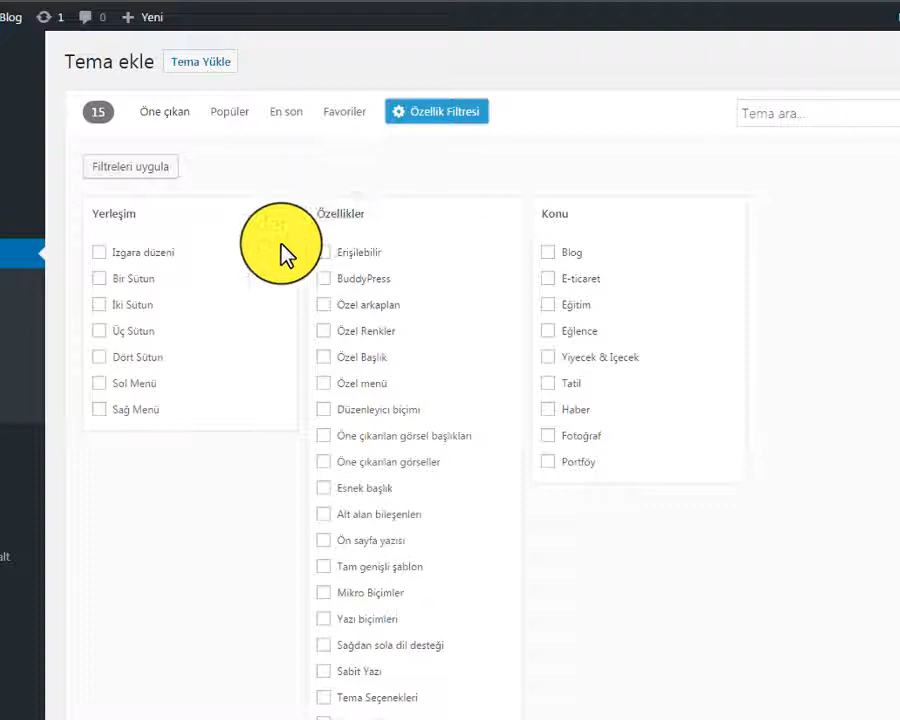 Blog 1 0 + Yeni
Tema ekle Tema Yükle
15 Öne çıkan Popüler En son Favoriler Özellik Filtresi Tema ara...
Filtreleri uygula
Yerleşim
Izgara düzeni
Bir Sütun
İki Sütun
Üç Sütun
Dört Sütun
Sol Menü
Sağ Menü
Özellikler
Erişilebilir
BuddyPress
Özel arkaplan
Özel Renkler
Özel Başlık
Özel menü
Düzenleyici biçimi
Öne çıkarılan görsel başlıkları
Öne çıkarılan görseller
Esnek başlık
Alt alan bileşenleri
Ön sayfa yazısı
Tam genişli şablon
Mikro Biçimler
Yazı biçimleri
Sağdan sola dil desteği
Sabit Yazı
Tema Seçenekleri
Konu
Blog
E-ticaret
Eğitim
Eğlence
Yiyecek & İçecek
Tatil
Haber
Fotoğraf
Portföy
alt